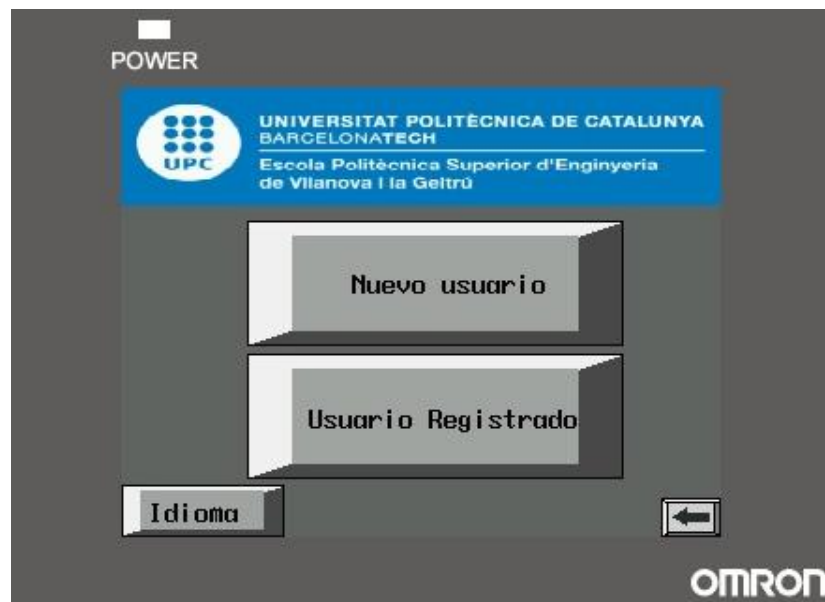 POWER
UPC
UNIVERSITAT POLITÈCNICA DE CATALUNYA
BARCELONATECH
Escola Politècnica Superior d'Enginyeria
de Vilanova i la Geltrú
Nuevo usuario
Usuario Registrado
Idioma
OMRON